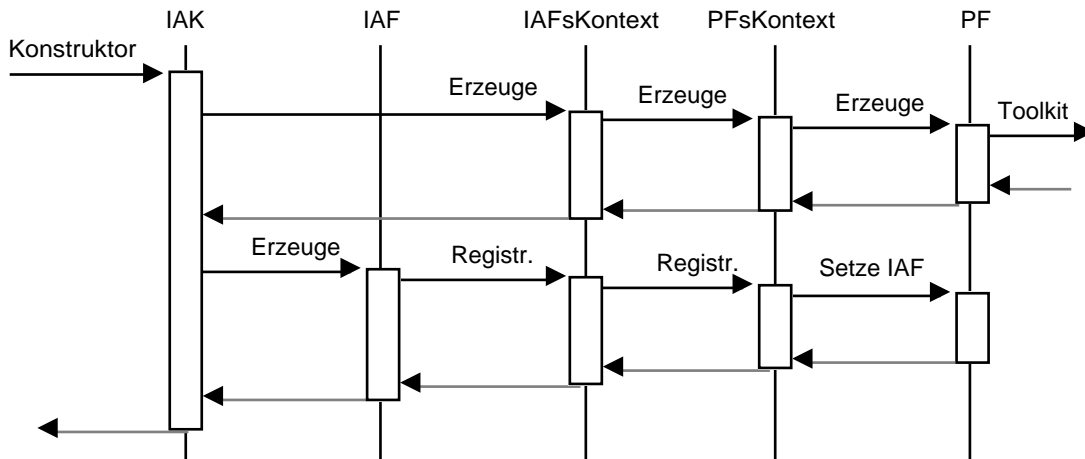 IAK IAF IAFsKontext PFsKontext PF
Konstruktor
Erzeuge Erzeuge Erzeuge Toolkit
Erzeuge Registr. Registr. Setze IAF